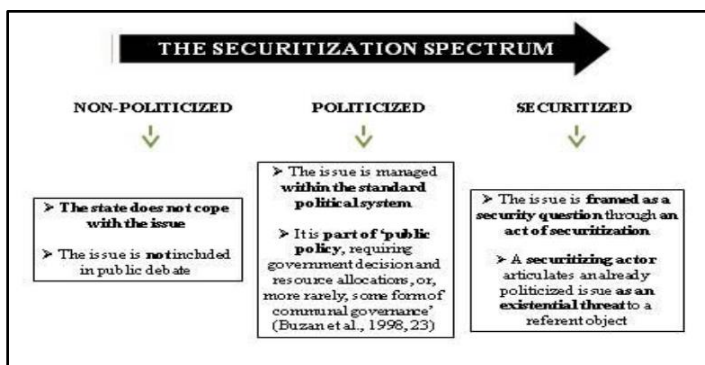 THE SECURITIZATION SPECTRUM
NON-POLITICIZED
➤ The state does not cope
with the issue
➤ The issue is not included
in public debate
POLITICIZED
➤ The issue is managed
within the standard
political system
➤ It is part of 'public
policy, requiring
government decision and
resource allocations, or,
more rarely, some form of
communal governance'
(Buzan et al., 1998, 23)
SECURITIZED
➤ The issue is framed as a
security question through an
act of securitization
➤ A securitizing actor
articulates an already
politicized issue as an
existential threat to a
referent object